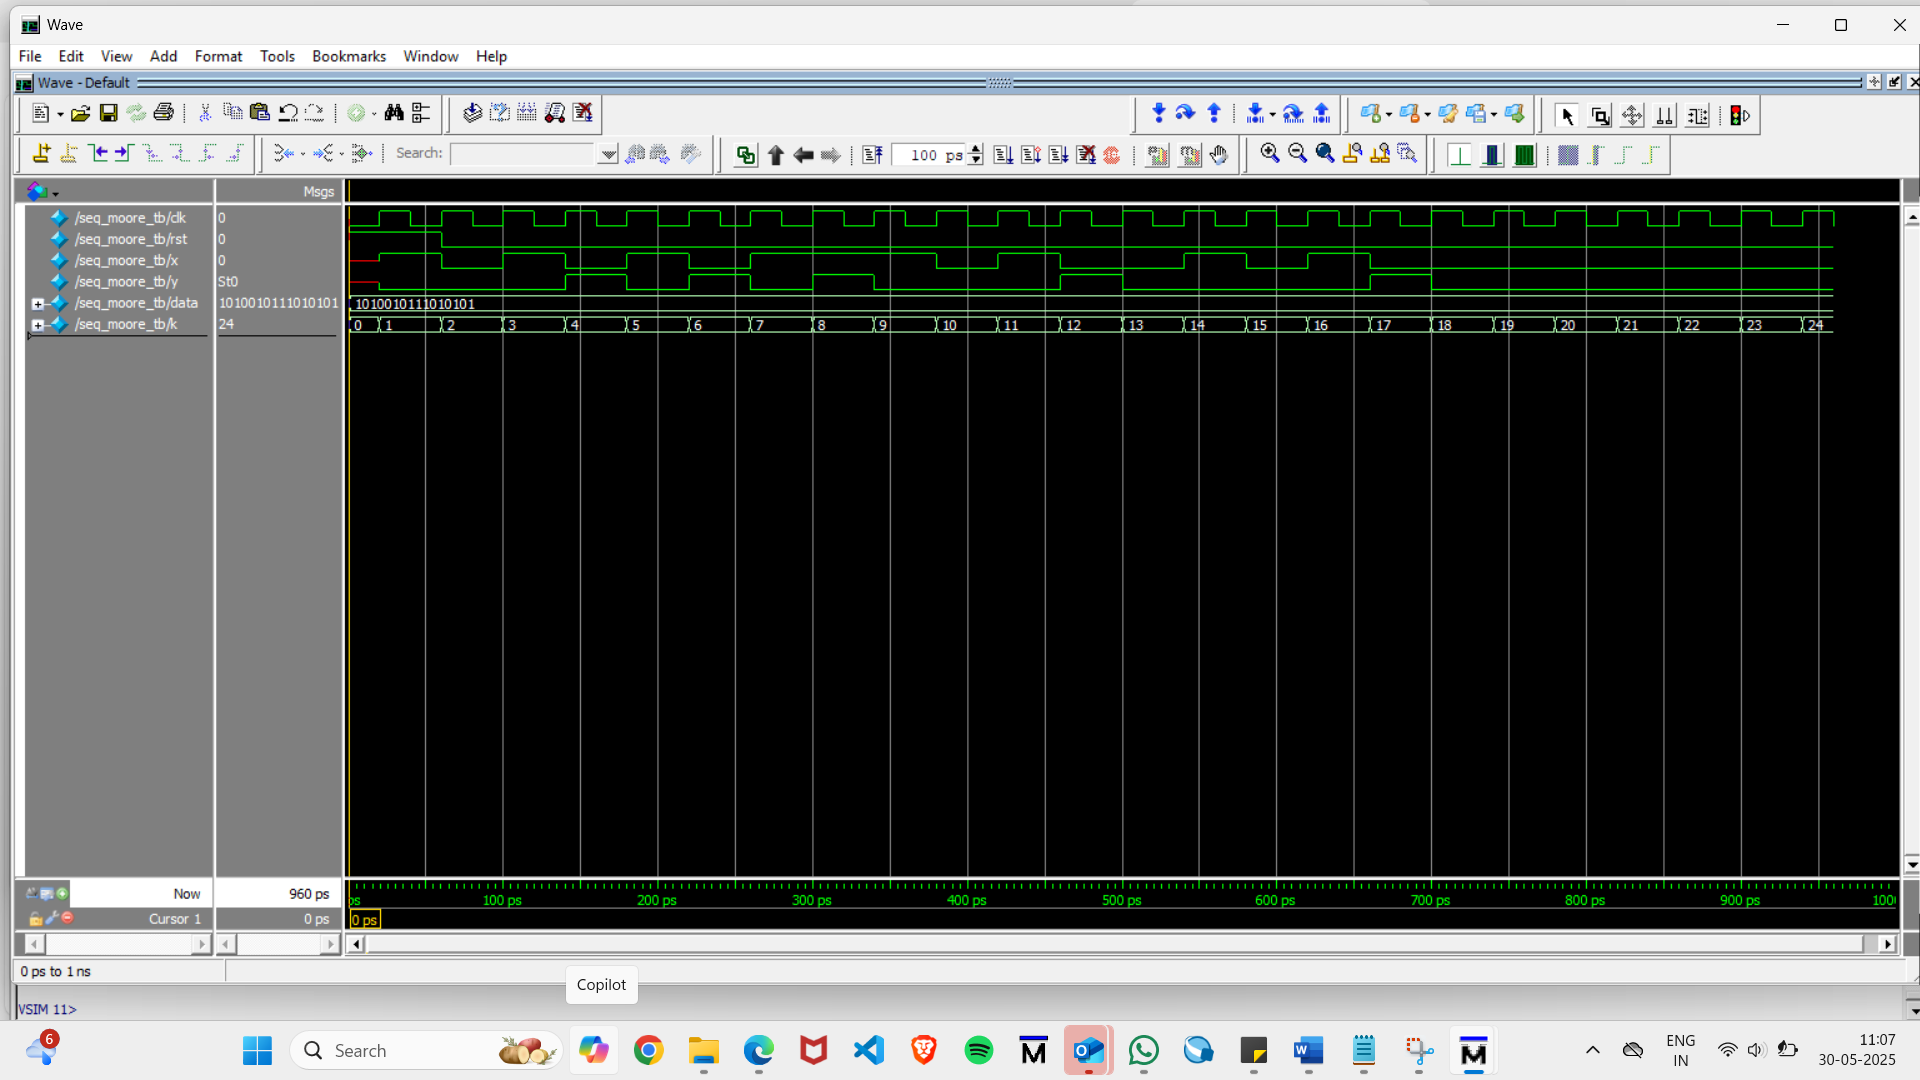 Wave
File Edit View Add Format Tools Bookmarks Window Help
Wave - Default
Search:
100 ps
Msgs
/seq_moore_tb/clk 0
/seq_moore_tb/rst 0
/seq_moore_tb/x 0
/seq_moore_tb/y St0
/seq_moore_tb/data 1010010111010101 1010010111010101
/seq_moore_tb/k 24 0 1 2 3 4 5 6 7 8 9 10 11 12 13 14 15 16 17 18 19 20 21 22 23 24
Now 960 ps ps 100 ps 200 ps 300 ps 400 ps 500 ps 600 ps 700 ps 800 ps 900 ps 100
Cursor 1 0 ps 0 ps
0 ps to 1 ns
Copilot
VSIM 11>
6
Search
ENG
IN
11:07
30-05-2025